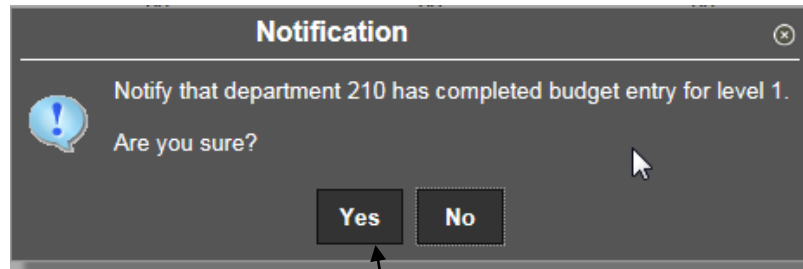 Notification
Notify that department 210 has completed budget entry for level 1.
Are you sure?
Yes No